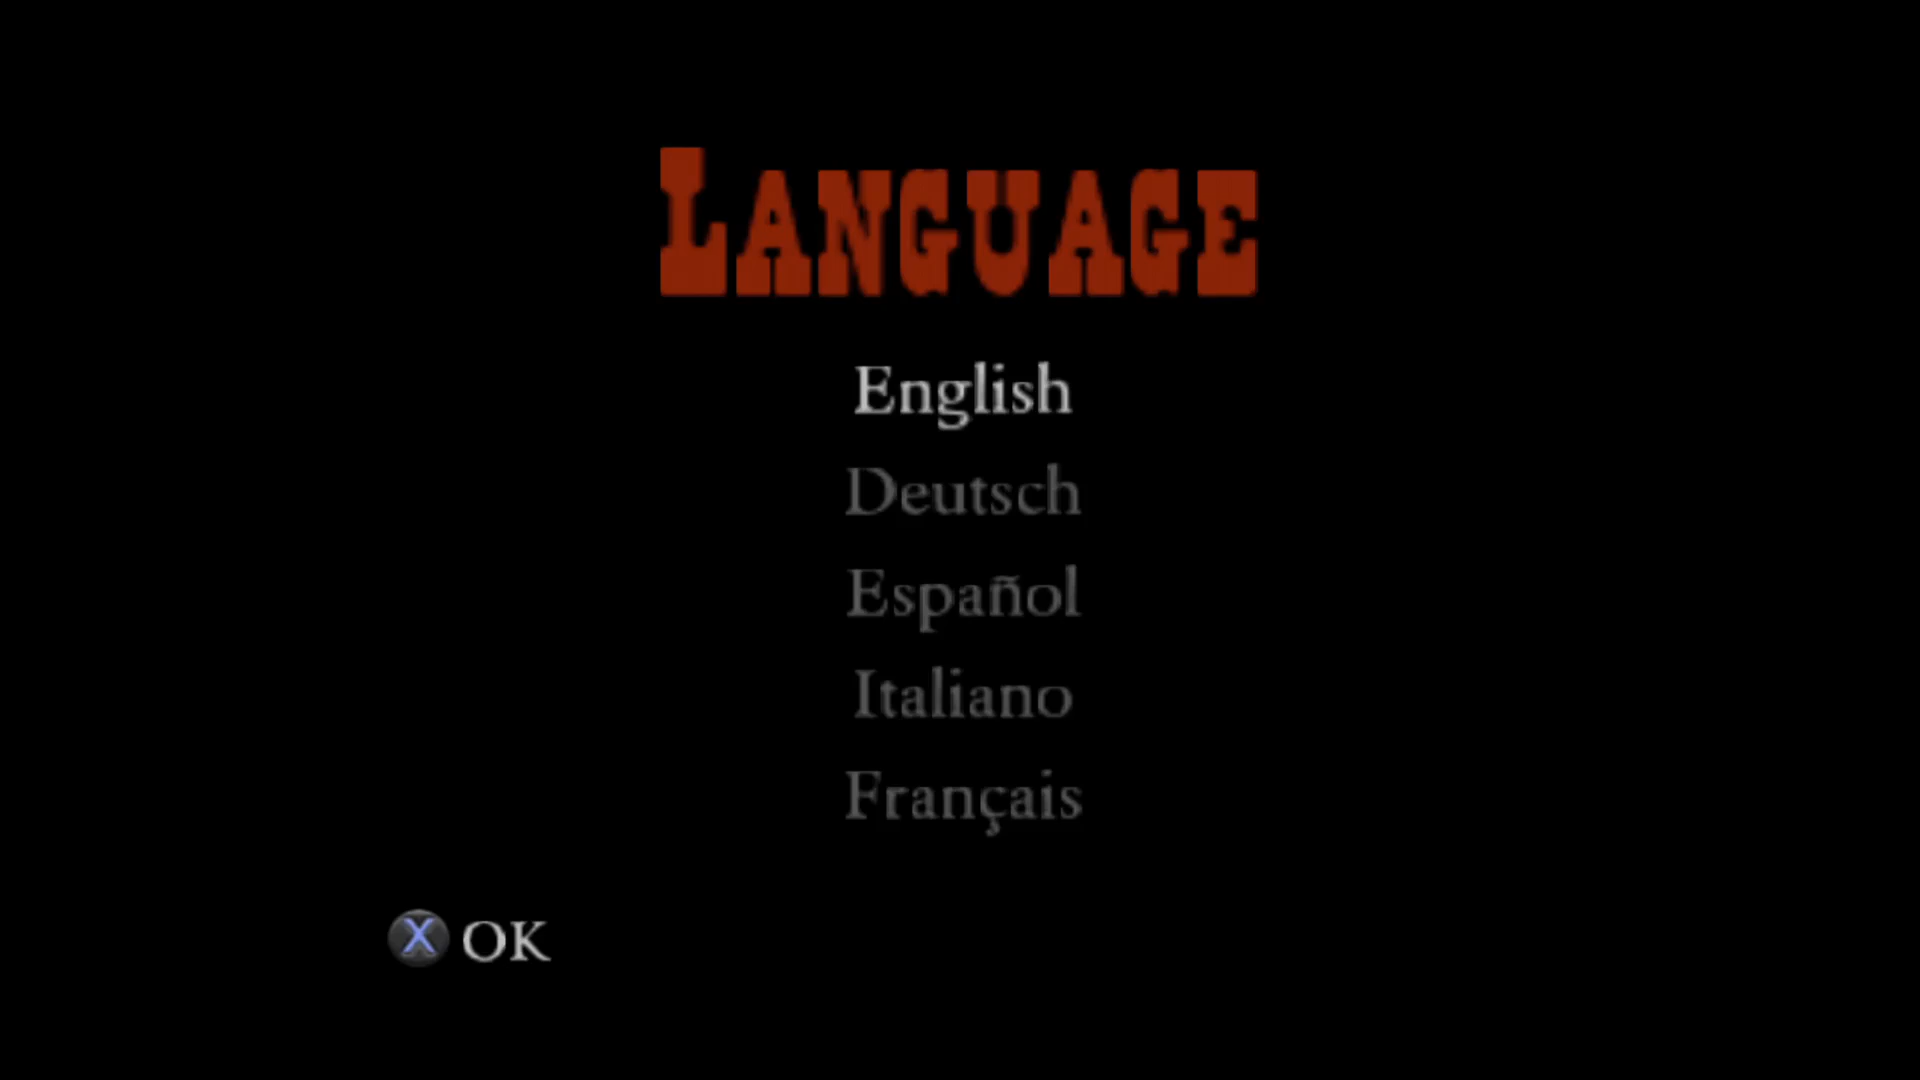 LANGUAGE
English
Deutsch
Español
Italiano
Français
X OK